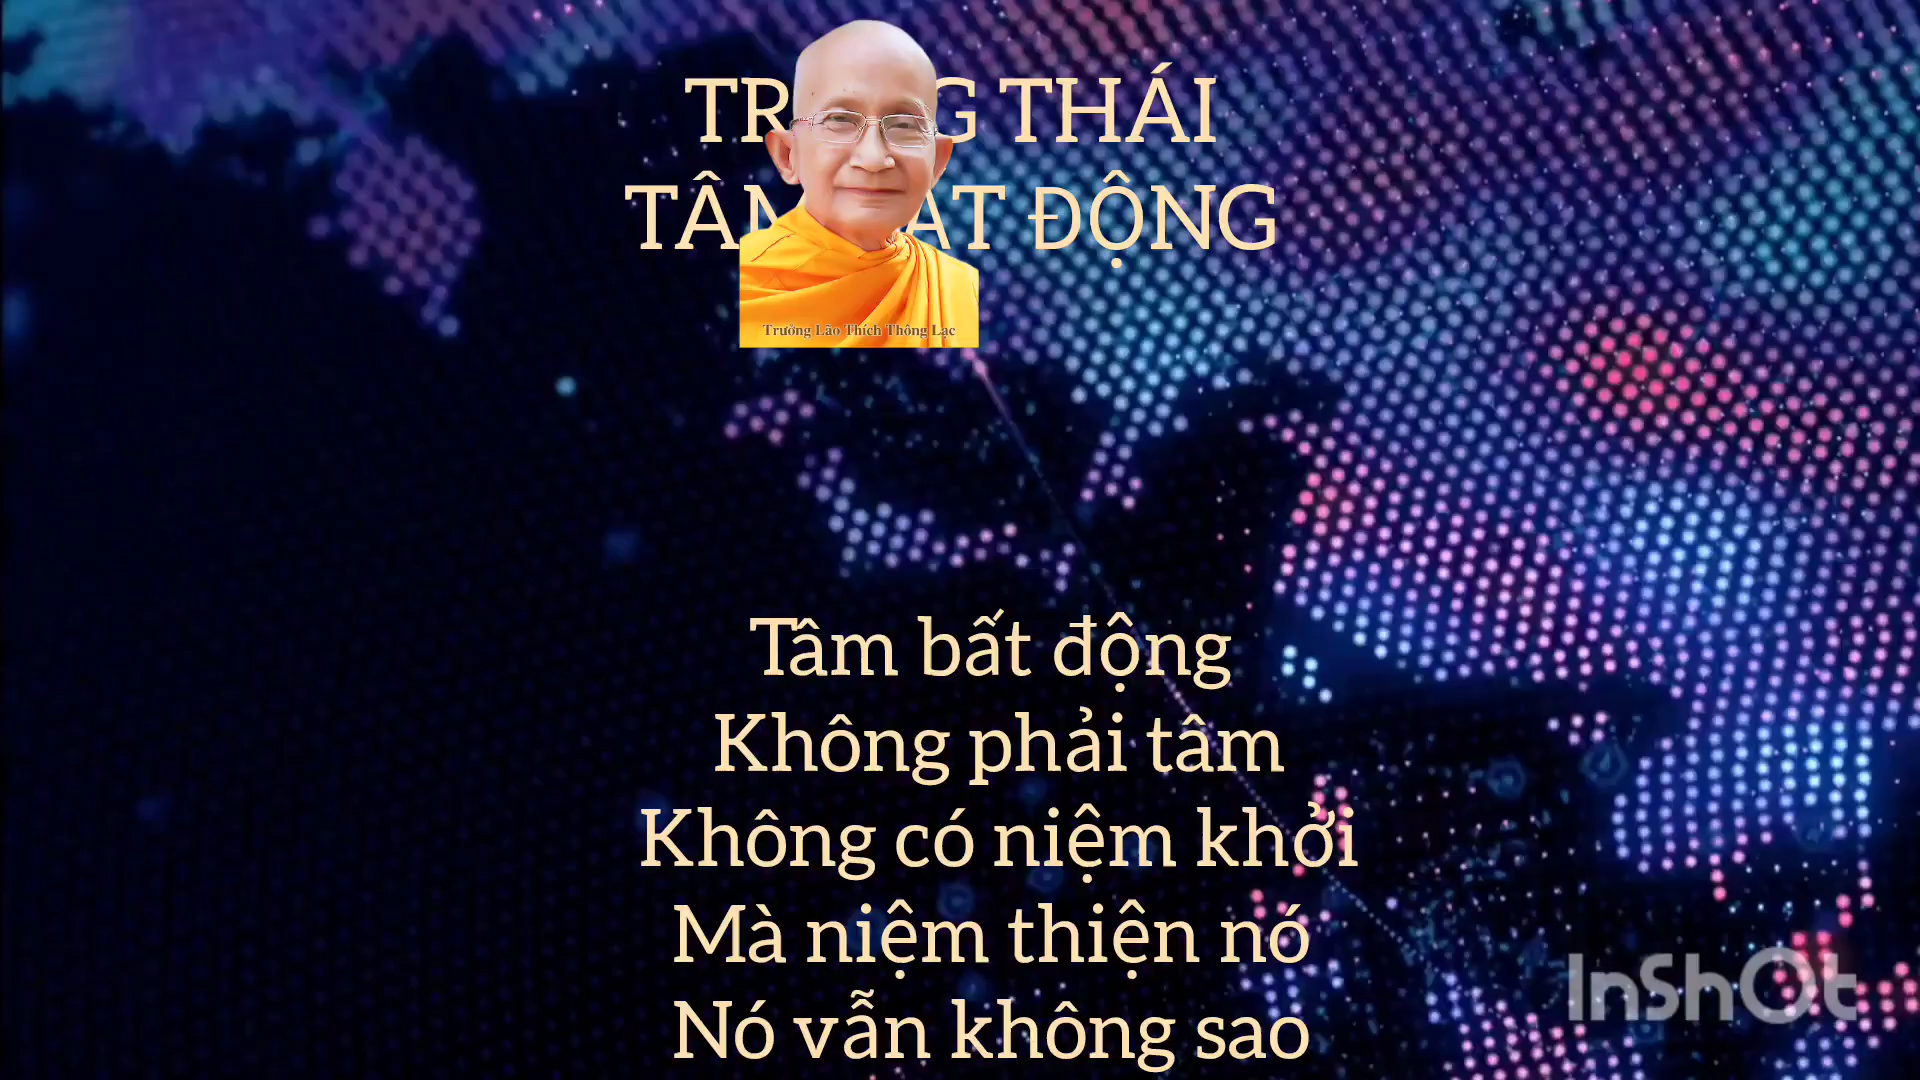 THÁI
ĐỘNG
Trưởng Lão Thích Thông Lạc
Tâm bất động
Không phải tâm
Không có niệm khởi
Mà niệm thiện nó
Nó vẫn không sao
InShOt